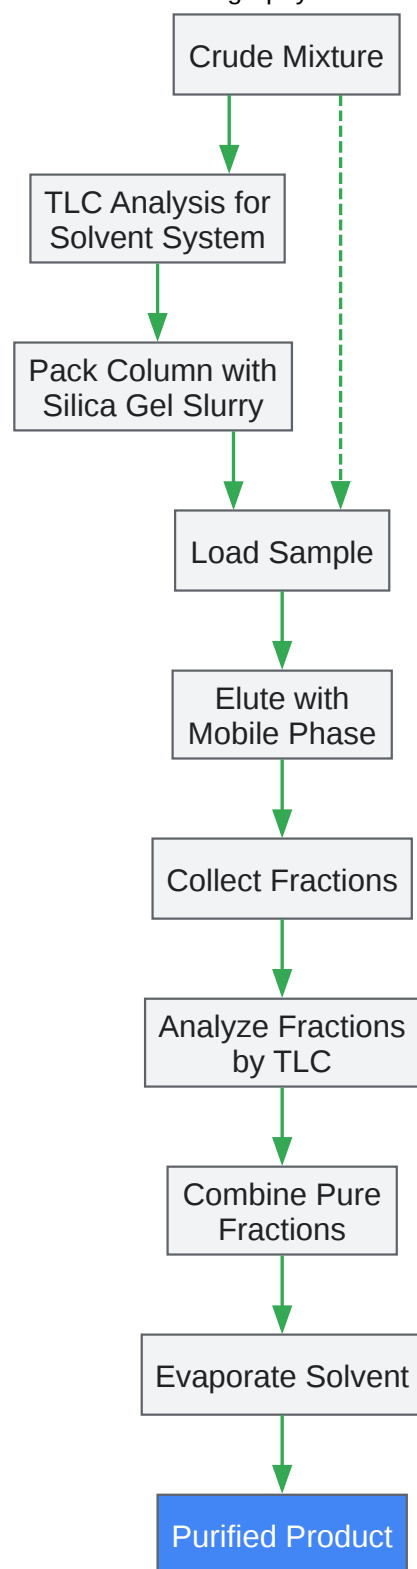 Crude Mixture
TLC Analysis for
Solvent System
Pack Column with
Silica Gel Slurry
Load Sample
Elute with
Mobile Phase
Collect Fractions
Analyze Fractions
by TLC
Combine Pure
Fractions
Evaporate Solvent
Purified Product